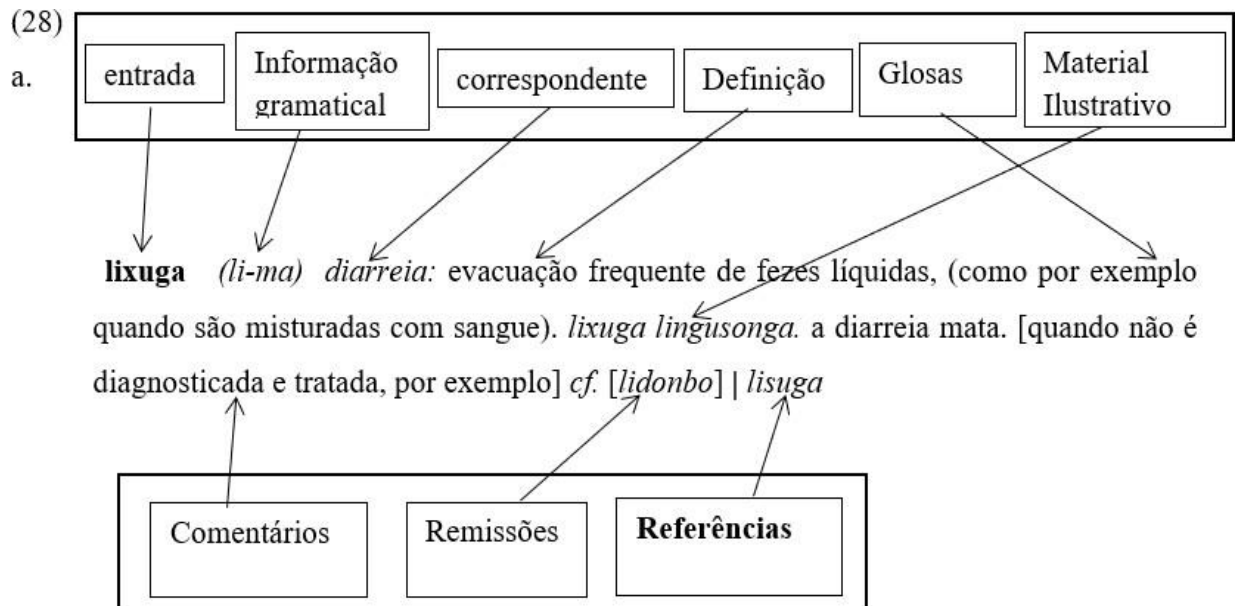 (28)
a.
entrada
Informação
gramatical
correspondente
Definição
Glosas
Material
Ilustrativo
lixuga (li-ma) diarreia: evacuação frequente de fezes líquidas, (como por exemplo
quando são misturadas com sangue). lixuga lingusonga. a diarreia mata. [quando não é
diagnosticada e tratada, por exemplo] cf. [lidonbo] | lisuga
Comentários
Remissões
Referências